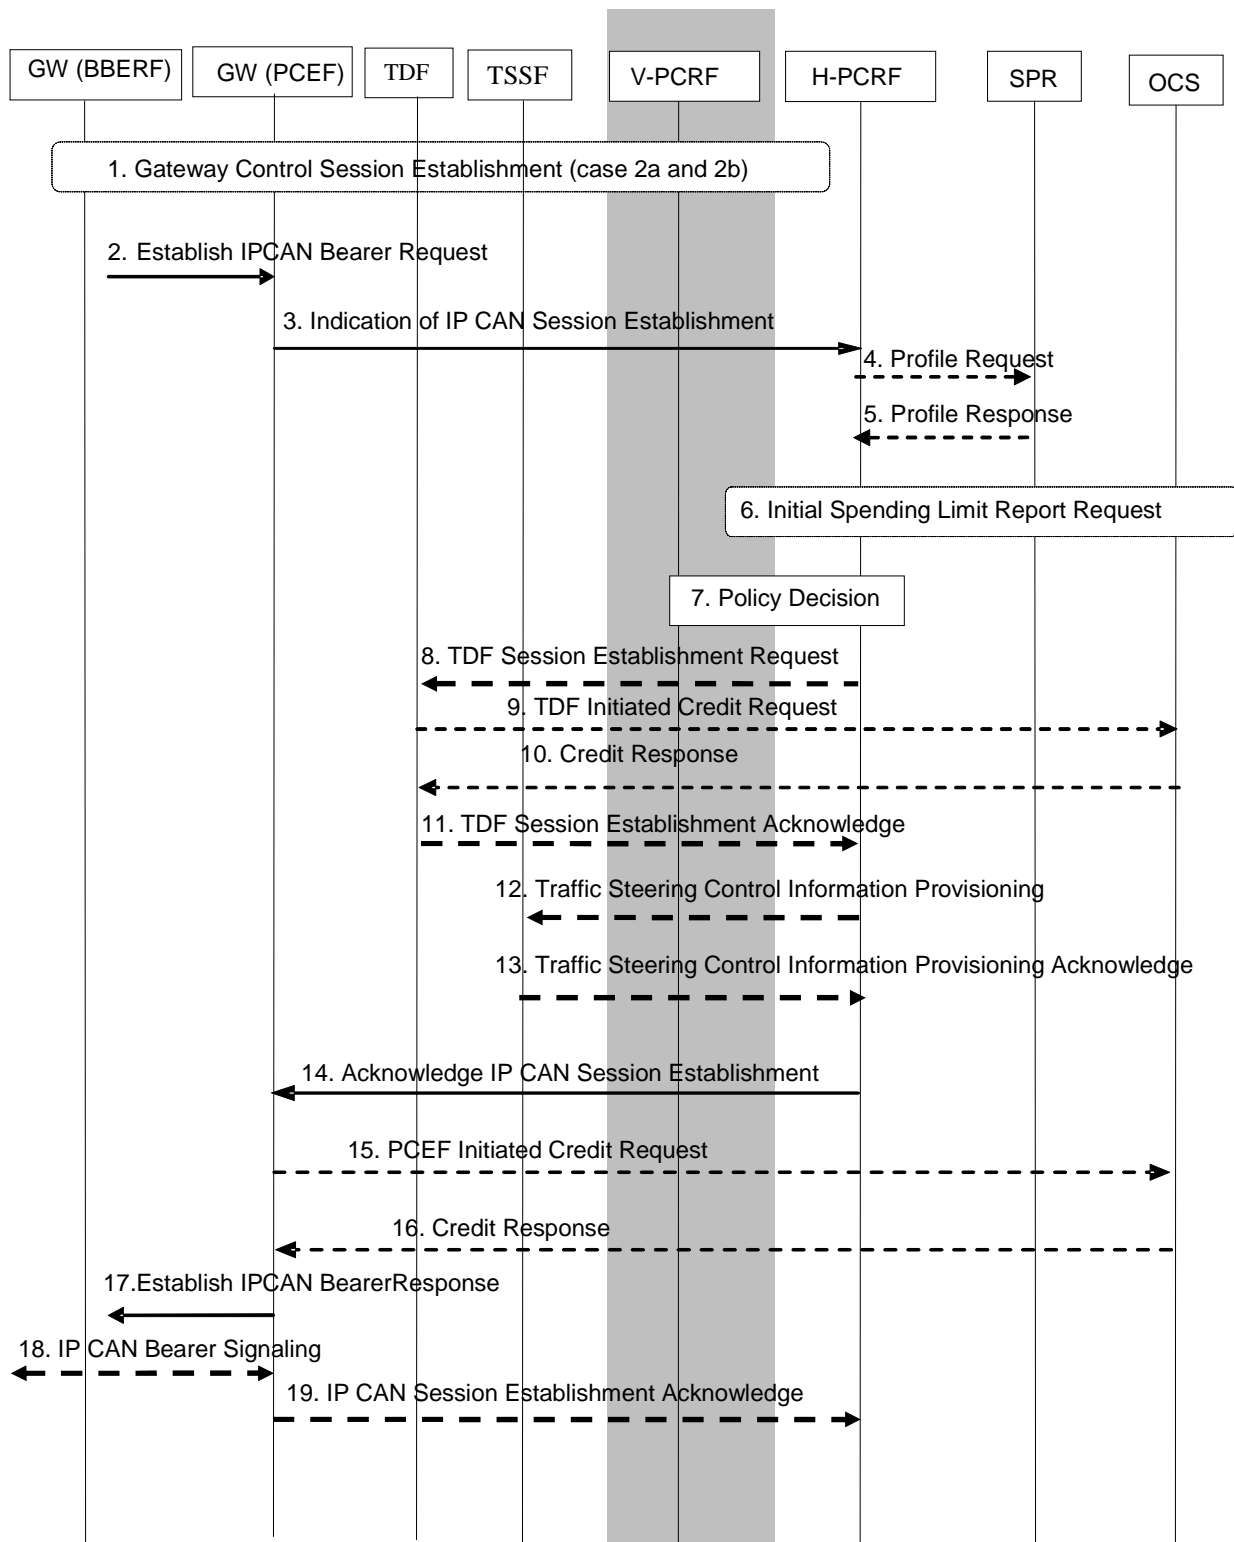 GW (BBERF)
GW (PCEF)
TDF
TSSF
V-PCRF
H-PCRF
SPR
OCS
1. Gateway Control Session Establishment (case 2a and 2b)
2. Establish IPCAN Bearer Request
3. Indication of IP CAN Session Establishment
4. Profile Request
5. Profile Response
6. Initial Spending Limit Report Request
7. Policy Decision
8. TDF Session Establishment Request
9. TDF Initiated Credit Request
10. Credit Response
11. TDF Session Establishment Acknowledge
12. Traffic Steering Control Information Provisioning
13. Traffic Steering Control Information Provisioning Acknowledge
14. Acknowledge IP CAN Session Establishment
15. PCEF Initiated Credit Request
16. Credit Response
17.Establish IPCAN BearerResponse
18. IP CAN Bearer Signaling
19. IP CAN Session Establishment Acknowledge